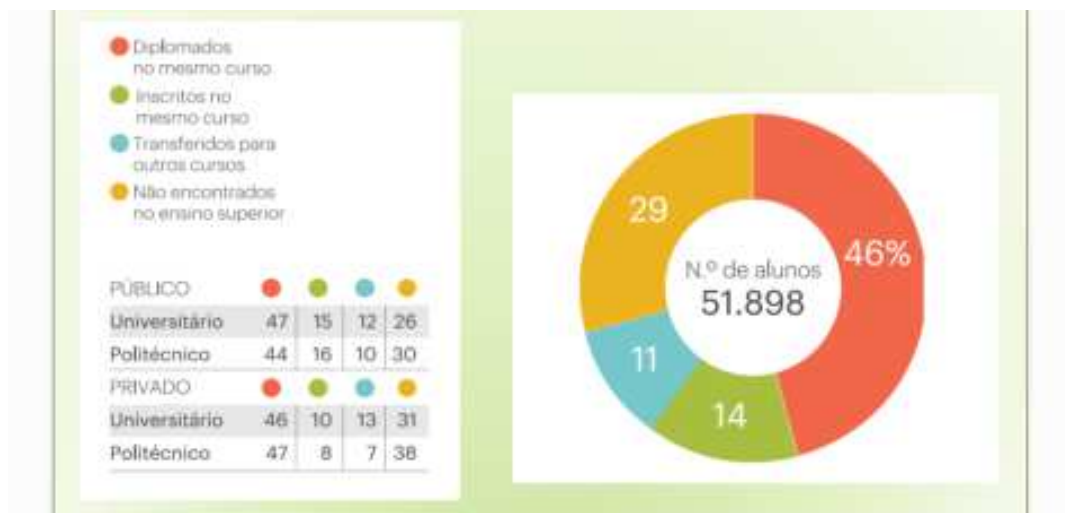 Diplomados
no mesmo curso
Inscritos no
mesmo curso
Transferidos para
outros cursos
Não encontrados
no ensino superior
PÚBLICO
Universitário 47 15 12 26
Politécnico 44 16 10 30
PRIVADO
Universitário 46 10 13 31
Politécnico 47 8 7 38
29
46%
N.º de alunos
51.898
11
14